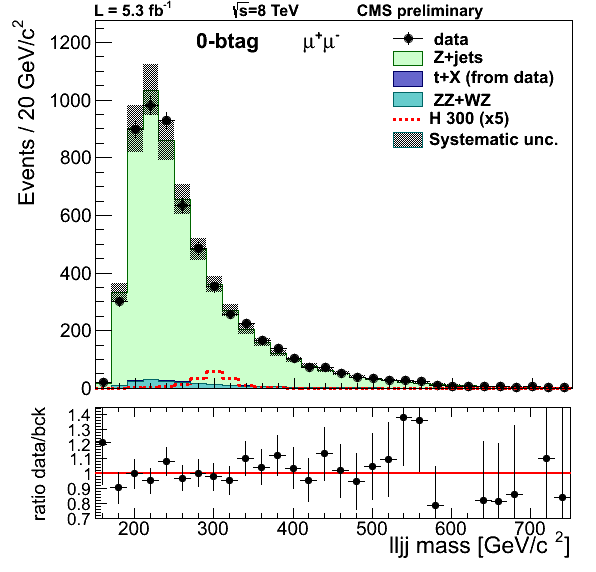 L = 5.3 fb⁻¹ √s=8 TeV CMS preliminary
0-btag μ⁺μ⁻
data
Z+jets
t+X (from data)
ZZ+WZ
H 300 (x5)
Systematic unc.
Events / 20 GeV/c²
1200
1000
800
600
400
200
0
ratio data/bck
1.4
1.3
1.2
1.1
1
0.9
0.8
0.7
200 300 400 500 600 700
lljj mass [GeV/c ²]